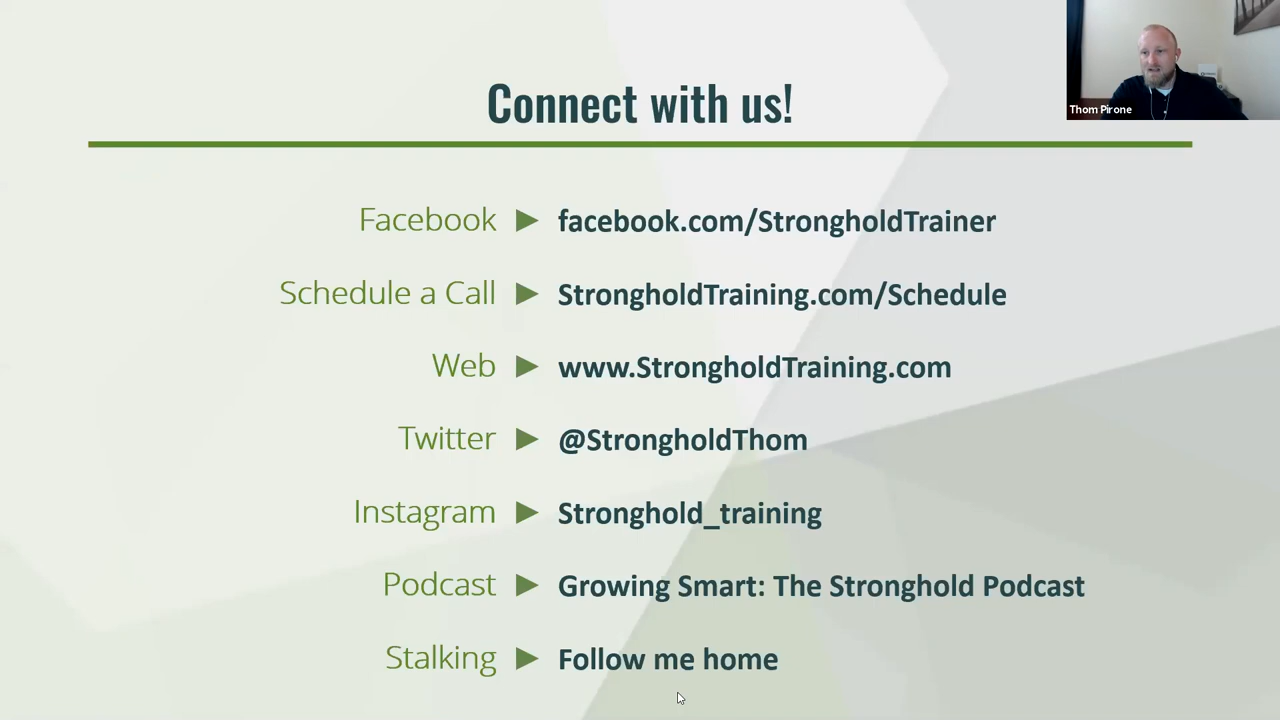 Connect with us!
Thom Pirone
Facebook ▶ facebook.com/StrongholdTrainer
Schedule a Call ▶ StrongholdTraining.com/Schedule
Web ▶ www.StrongholdTraining.com
Twitter ▶ @StrongholdThom
Instagram ▶ Stronghold_training
Podcast ▶ Growing Smart: The Stronghold Podcast
Stalking ▶ Follow me home